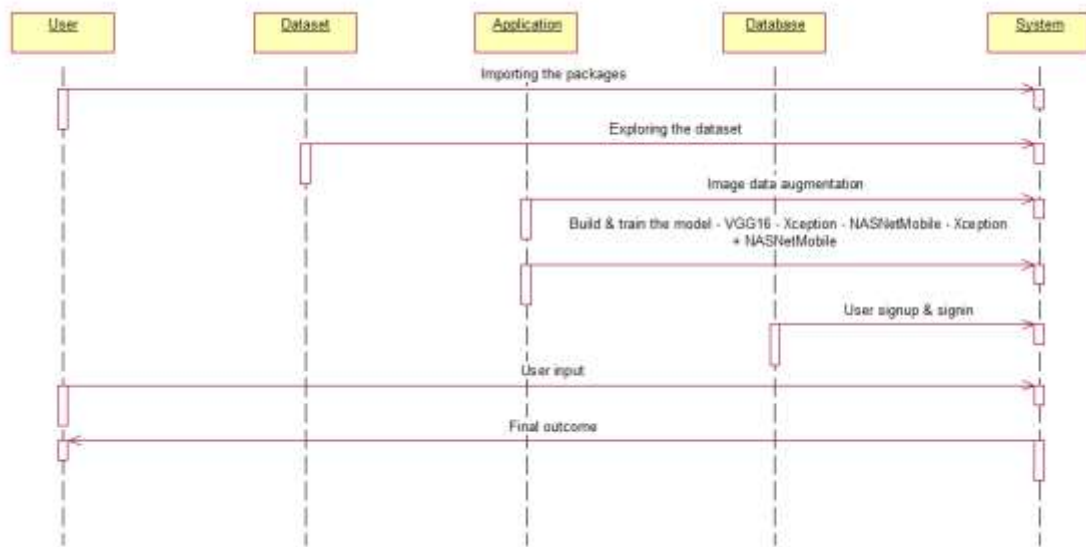 User
Dataset
Application
Database
System
Importing the packages
Exploring the dataset
Image data augmentation
Build & train the model - VGG16 - Xception - NASNetMobile - Xception
+ NASNetMobile
User signup & signin
User input
Final outcome